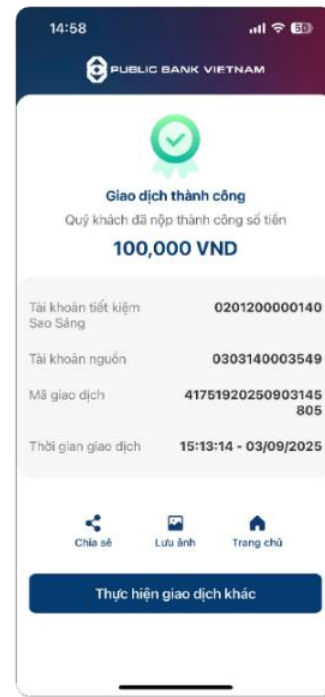 14:58
50
PUBLIC BANK VIETNAM
Giao dịch thành công
Quý khách đã nộp thành công số tiền
100,000 VND
Tài khoản tiết kiệm 0201200000140
Sao Sáng
Tài khoản nguồn 0303140003549
Mã giao dịch 41751920250903145
805
Thời gian giao dịch 15:13:14 - 03/09/2025
Chia sẻ Lưu ảnh Trang chủ
Thực hiện giao dịch khác